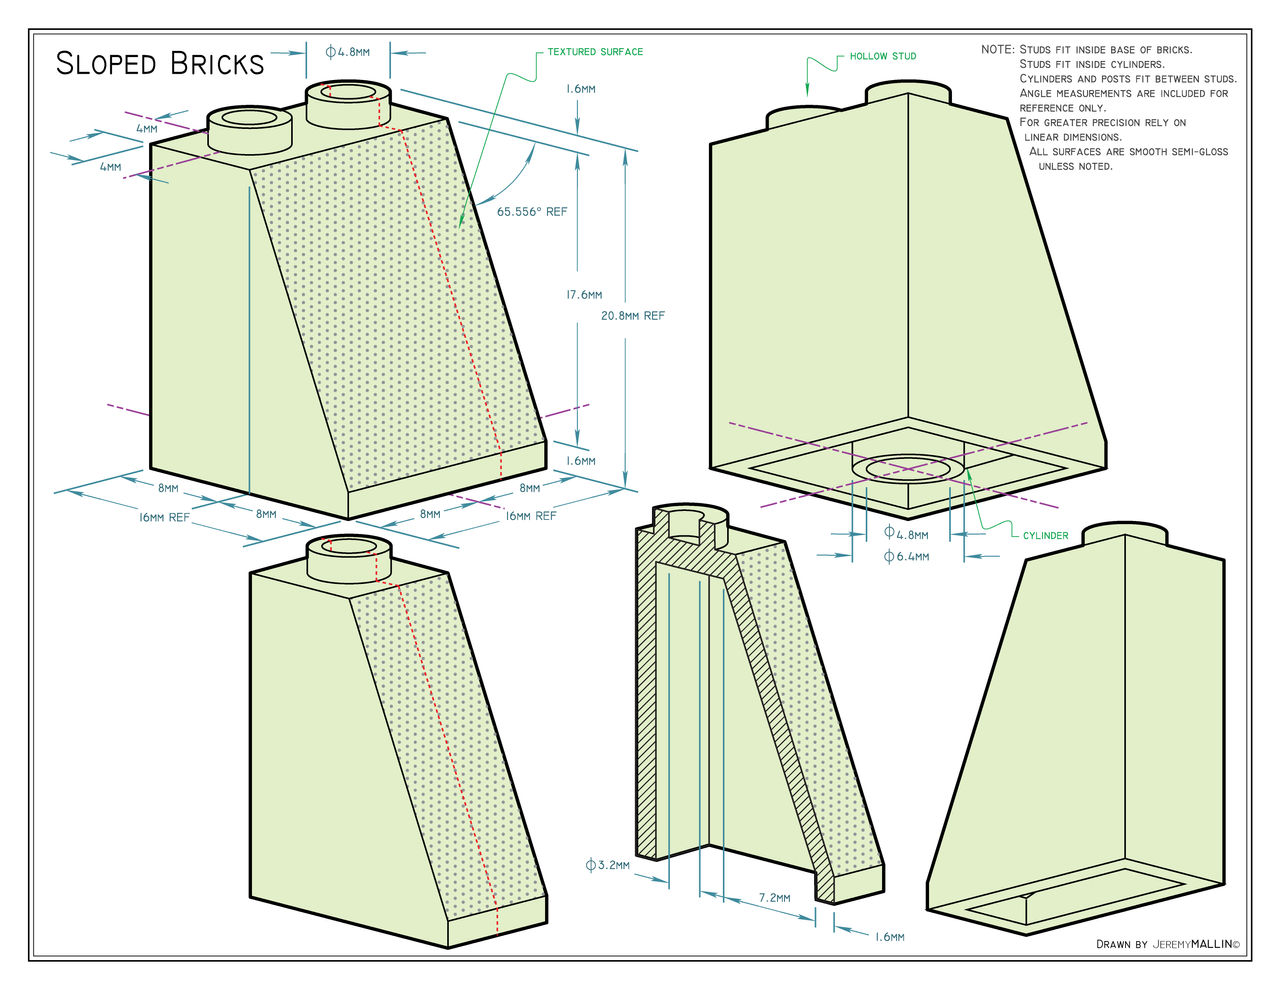 SLOPED BRICKS
⌀4.8MM
TEXTURED SURFACE
1.6MM
4MM
4MM
65.556° REF
17.6MM
20.8MM REF
1.6MM
8MM
16MM REF
8MM
8MM
8MM
16MM REF
HOLLOW STUD
NOTE: STUDS FIT INSIDE BASE OF BRICKS.
STUDS FIT INSIDE CYLINDERS.
CYLINDERS AND POSTS FIT BETWEEN STUDS.
ANGLE MEASUREMENTS ARE INCLUDED FOR
REFERENCE ONLY.
FOR GREATER PRECISION RELY ON
LINEAR DIMENSIONS.
ALL SURFACES ARE SMOOTH SEMI-GLOSS
UNLESS NOTED.
⌀4.8MM
⌀6.4MM
CYLINDER
⌀3.2MM
7.2MM
1.6MM
DRAWN BY JEREMYMALLIN©